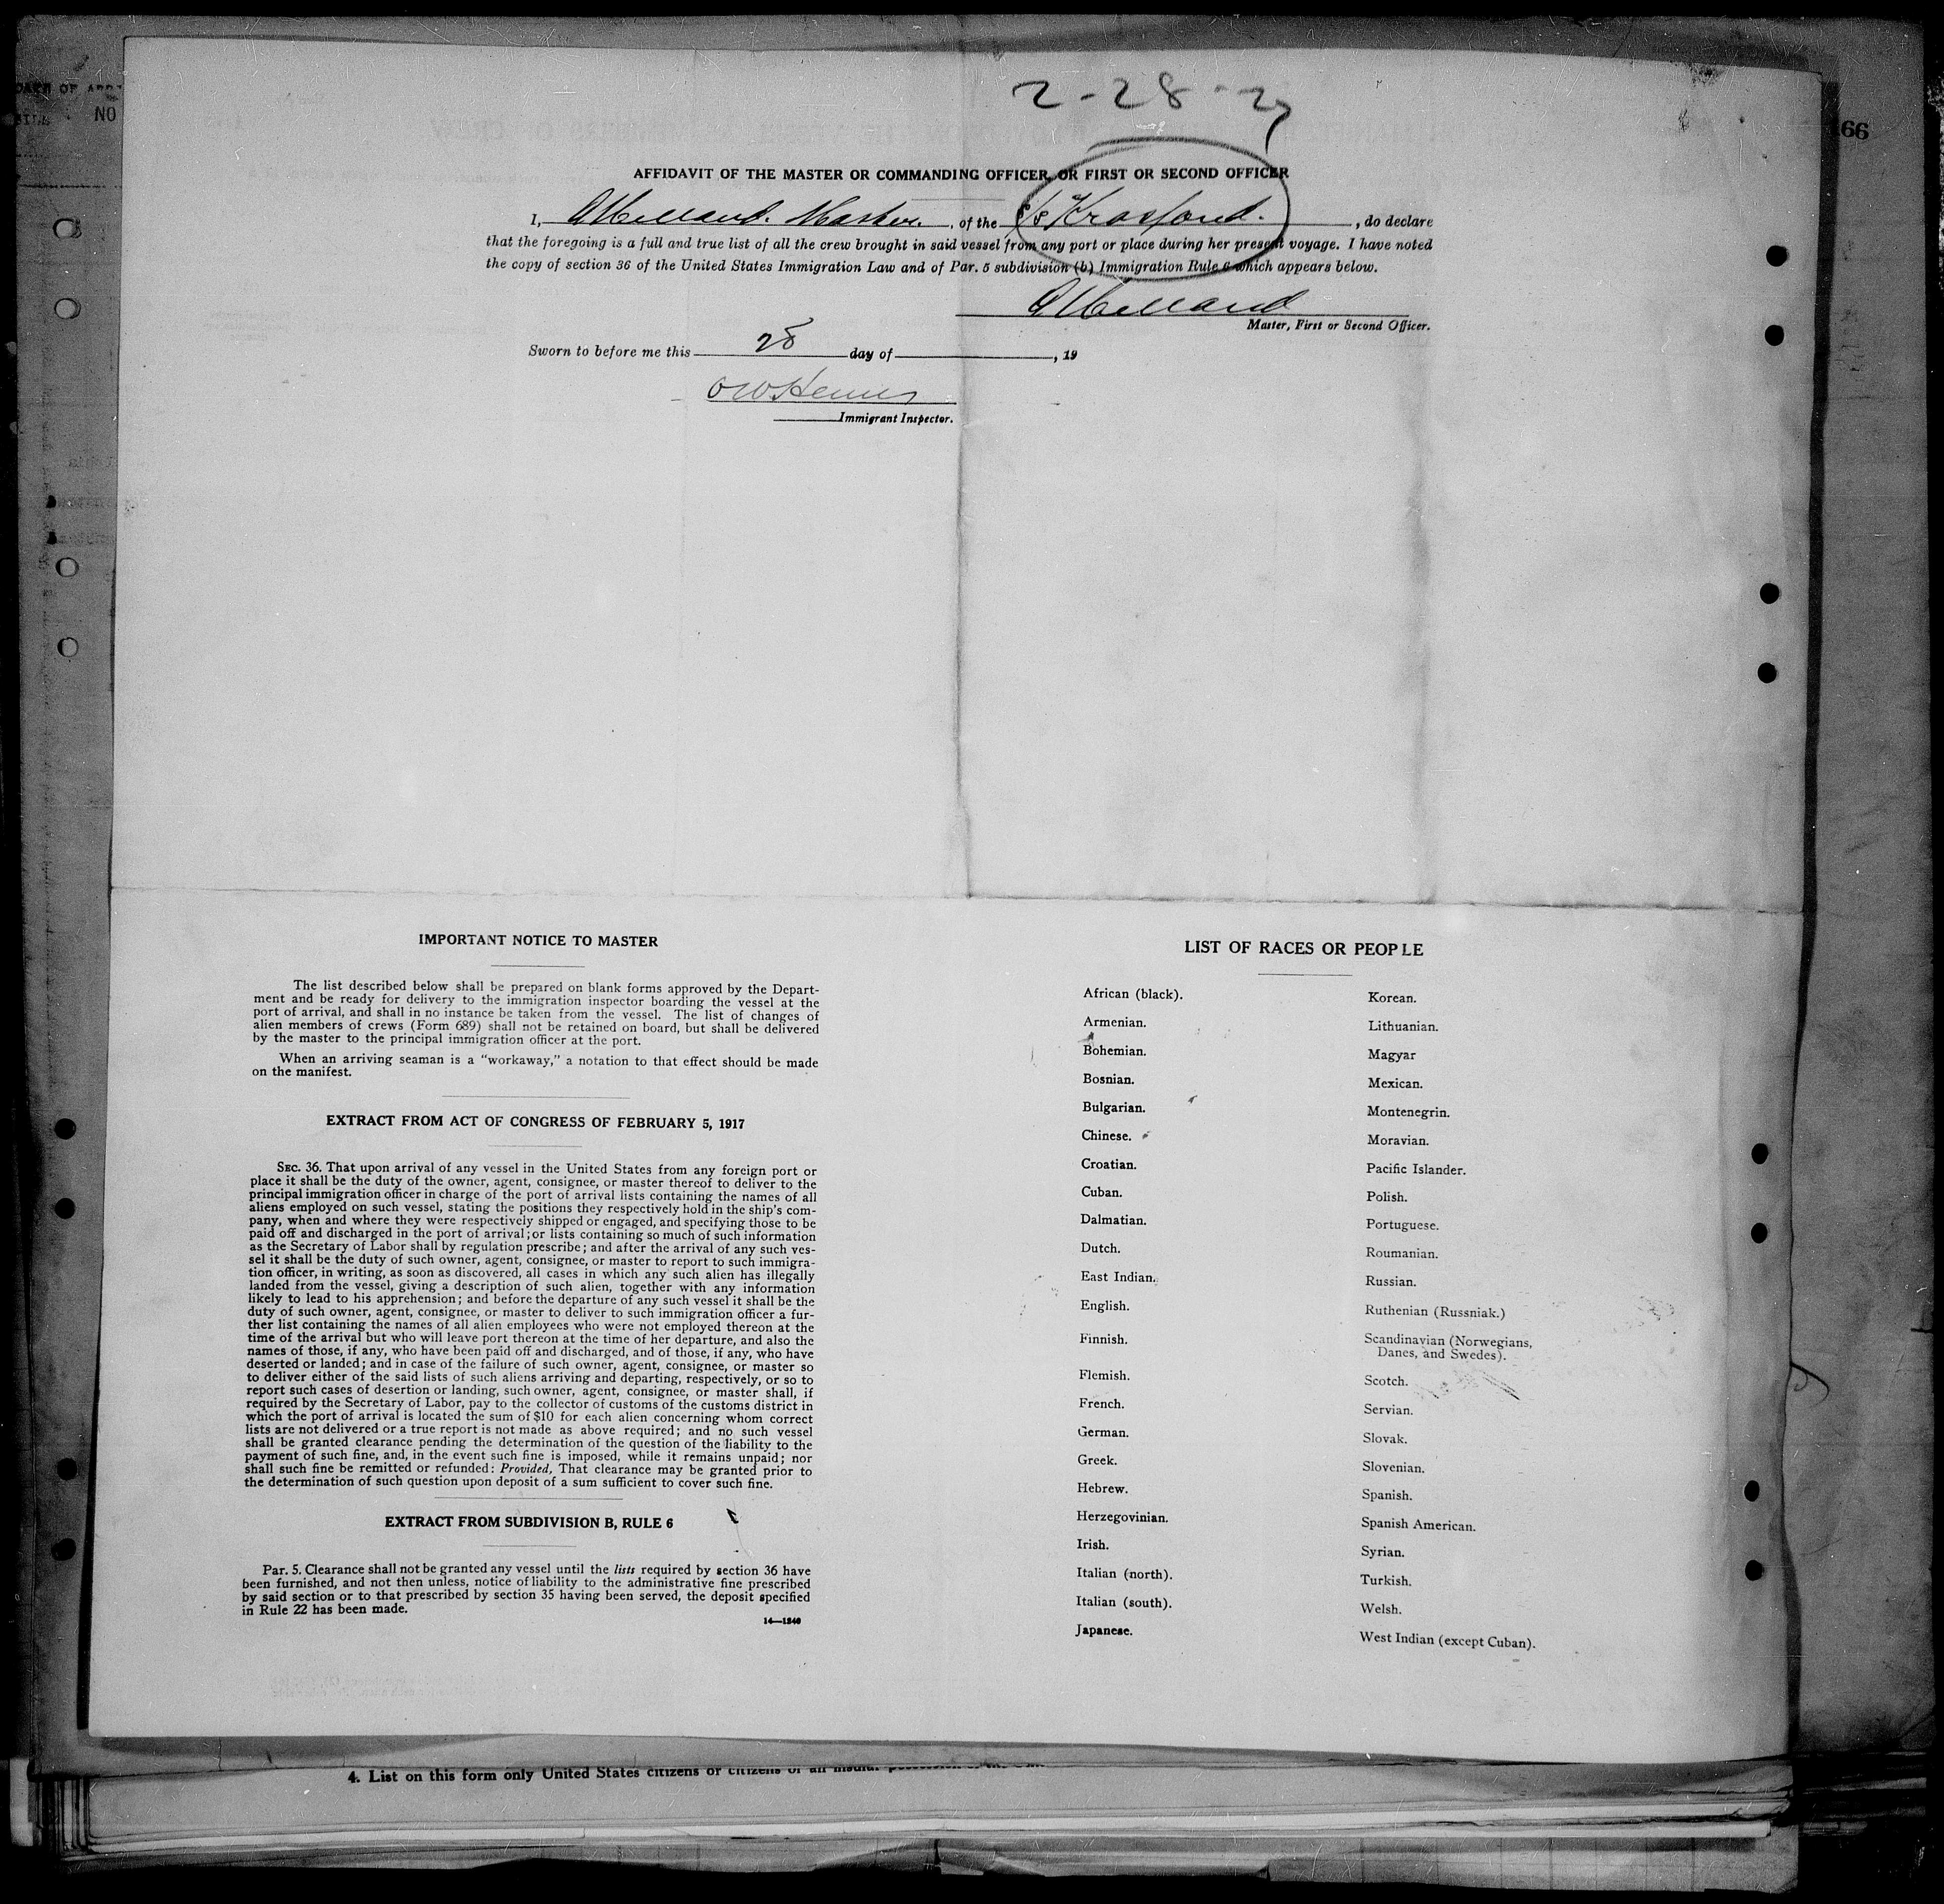 2-28-27
66
NO
AFFIDAVIT OF THE MASTER OR COMMANDING OFFICER, OR FIRST OR SECOND OFFICER
I, Master. , of the S/S , do declare
that the foregoing is a full and true list of all the crew brought in said vessel from any port or place during her present voyage. I have noted
the copy of section 36 of the United States Immigration Law and of Par. 5 subdivision (b) Immigration Rule 6 which appears below.
Master, First or Second Officer.
Sworn to before me this 28 day of , 19
Immigrant Inspector.
IMPORTANT NOTICE TO MASTER
The list described below shall be prepared on blank forms approved by the Depart-
ment and be ready for delivery to the immigration inspector boarding the vessel at the
port of arrival, and shall in no instance be taken from the vessel. The list of changes of
alien members of crews (Form 689) shall not be retained on board, but shall be delivered
by the master to the principal immigration officer at the port.
When an arriving seaman is a "workaway," a notation to that effect should be made
on the manifest.
EXTRACT FROM ACT OF CONGRESS OF FEBRUARY 5, 1917
SEC. 36. That upon arrival of any vessel in the United States from any foreign port or
place it shall be the duty of the owner, agent, consignee, or master thereof to deliver to the
principal immigration officer in charge of the port of arrival lists containing the names of all
aliens employed on such vessel, stating the positions they respectively hold in the ship's com-
pany, when and where they were respectively shipped or engaged, and specifying those to be
paid off and discharged in the port of arrival; or lists containing so much of such information
as the Secretary of Labor shall by regulation prescribe; and after the arrival of any such ves-
sel it shall be the duty of such owner, agent, consignee, or master to report to such immigra-
tion officer, in writing, as soon as discovered, all cases in which any such alien has illegally
landed from the vessel, giving a description of such alien, together with any information
likely to lead to his apprehension; and before the departure of any such vessel it shall be the
duty of such owner, agent, consignee, or master to deliver to such immigration officer a fur-
ther list containing the names of all alien employees who were not employed thereon at the
time of the arrival but who will leave port thereon at the time of her departure, and also the
names of those, if any, who have been paid off and discharged, and of those, if any, who have
deserted or landed; and in case of the failure of such owner, agent, consignee, or master so
to deliver either of the said lists of such aliens arriving and departing, respectively, or so to
report such cases of desertion or landing, such owner, agent, consignee, or master shall, if
required by the Secretary of Labor, pay to the collector of customs of the customs district in
which the port of arrival is located the sum of $10 for each alien concerning whom correct
lists are not delivered or a true report is not made as above required; and no such vessel
shall be granted clearance pending the determination of the question of the liability to the
payment of such fine, and, in the event such fine is imposed, while it remains unpaid; nor
shall such fine be remitted or refunded: Provided, That clearance may be granted prior to
the determination of such question upon deposit of a sum sufficient to cover such fine.
EXTRACT FROM SUBDIVISION B, RULE 6
Par. 5. Clearance shall not be granted any vessel until the lists required by section 36 have
been furnished, and not then unless, notice of liability to the administrative fine prescribed
by said section or to that prescribed by section 35 having been served, the deposit specified
in Rule 22 has been made.
14—1240
LIST OF RACES OR PEOPLE
African (black).
Armenian.
Bohemian.
Bosnian.
Bulgarian.
Chinese.
Croatian.
Cuban.
Dalmatian.
Dutch.
East Indian.
English.
Finnish.
Flemish.
French.
German.
Greek.
Hebrew.
Herzegovinian.
Irish.
Italian (north).
Italian (south).
Japanese.
Korean.
Lithuanian.
Magyar
Mexican.
Montenegrin.
Moravian.
Pacific Islander.
Polish.
Portuguese.
Roumanian.
Russian.
Ruthenian (Russniak.)
Scandinavian (Norwegians,
Danes, and Swedes).
Scotch.
Servian.
Slovak.
Slovenian.
Spanish.
Spanish American.
Syrian.
Turkish.
Welsh.
West Indian (except Cuban).
4. List on this form only United States citizens or citizens of an insular possession of the